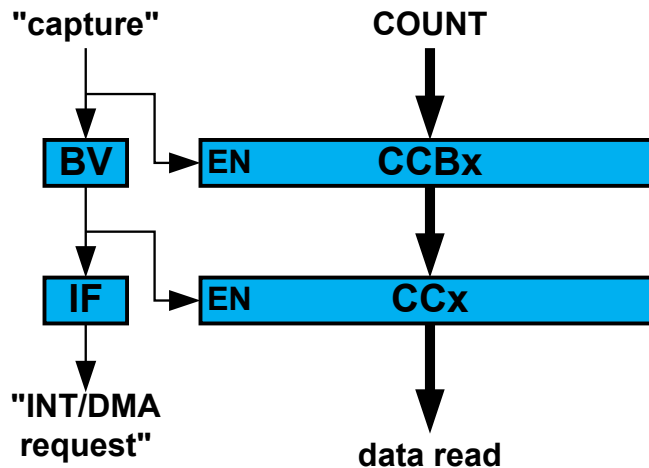 "capture"
COUNT
BV
EN
CCBx
IF
EN
CCx
"INT/DMA
request"
data read